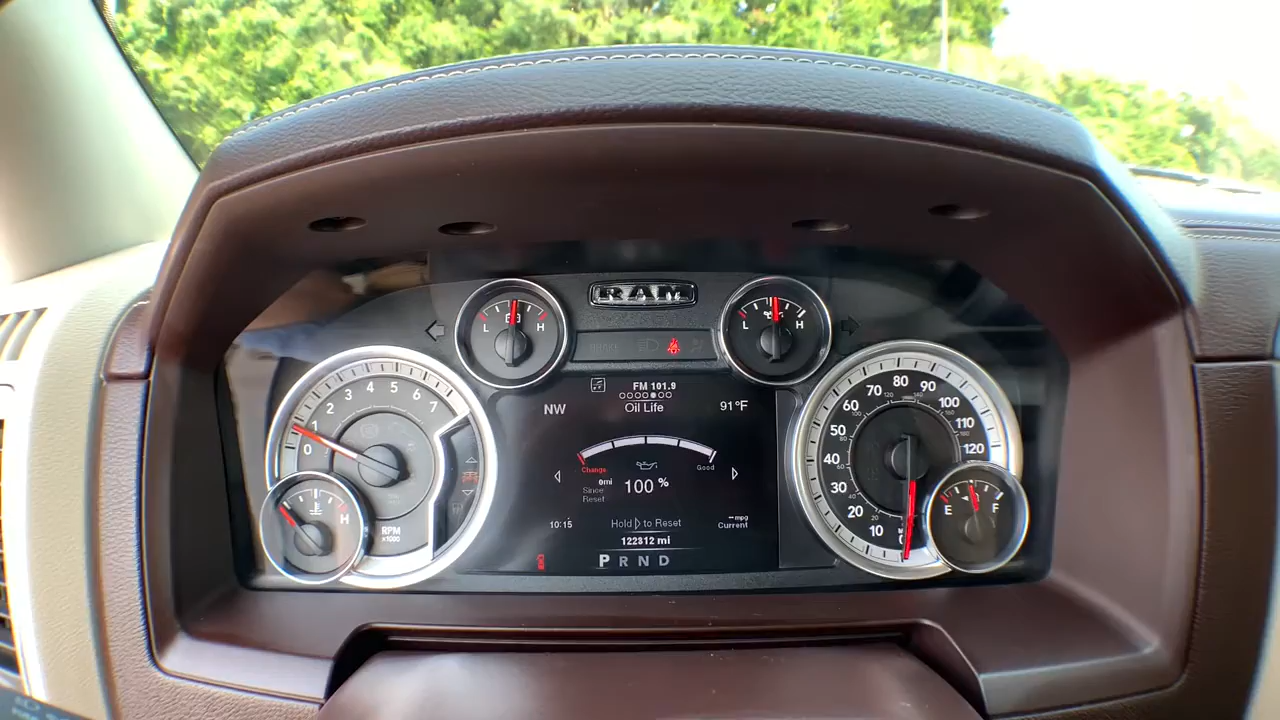 RAM
L H
L H
BRAKE
FM 101.9
NW
Oil Life
91°F
Change
Good
0mi
Since
Reset
100 %
10:15
Hold ▷ to Reset
--mpg
Current
122812 mi
P R N D
0 1 2 3 4 5 6 7
RPM
x1000
H
10 20 30 40 50 60 70 80 90 100 110 120
E F